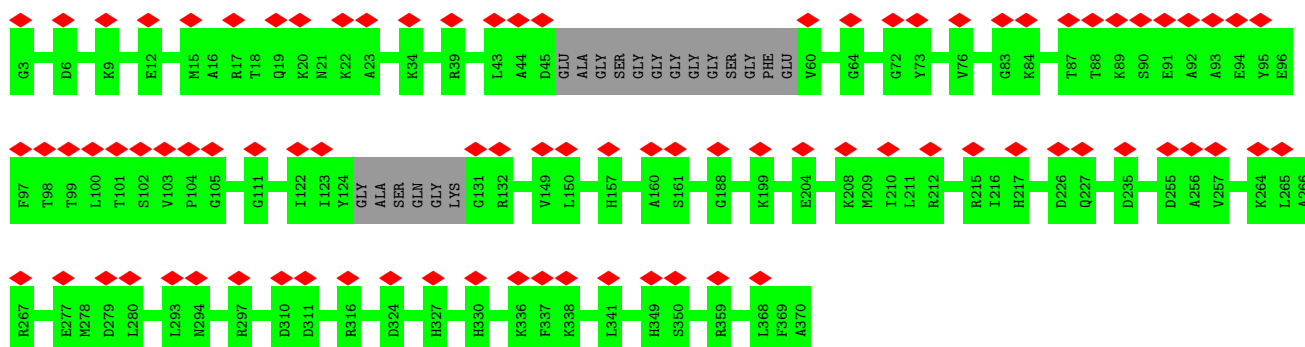 G3 D6 K9 E12 M15 A16 R17 T18 Q19 K20 N21 K22 A23 K34 R39 L43 A44 D45 GLU ALA GLY SER GLY GLY GLY GLY GLY SER GLY PHE GLU V60 G64 G72 Y73 V76 G83 K84 T87 T88 K89 S90 E91 A92 A93 E94 Y95 E96
F97 T98 T99 L100 T101 S102 V103 P104 G105 G111 I122 I123 Y124 GLY ALA SER GLN GLY LYS G131 R132 V149 L150 H157 A160 S161 G188 K199 E204 K208 M209 I210 L211 R212 R215 I216 H217 D226 Q227 D235 D255 A256 V257 K264 L265 A266
R267 E277 M278 D279 L280 L293 N294 R297 D310 D311 R316 D324 H327 H330 K336 F337 K338 L341 H349 S350 R359 L368 F369 A370